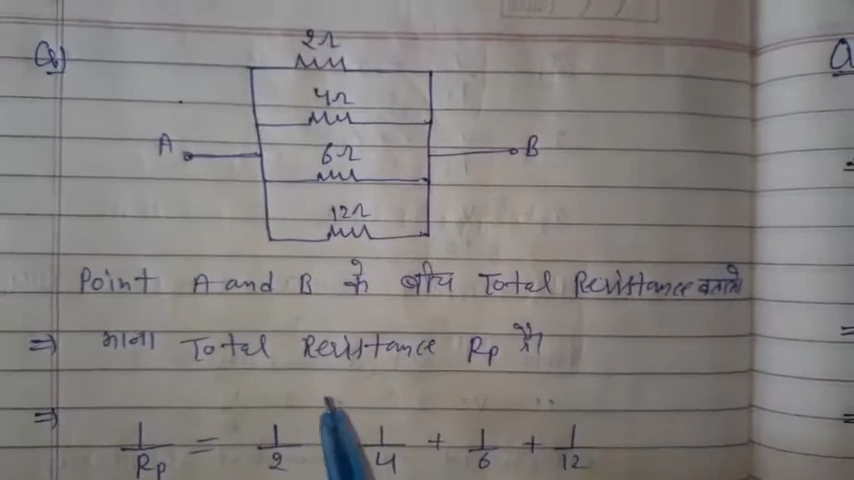 Q)
2Ω
4Ω
A
6Ω
B
12Ω
Point A and B के बीच Total Resistance बताओ
⇒ माना Total Resistance Rp है
⇒
1/Rp = 1/2 1/4 + 1/6 + 1/12
Q